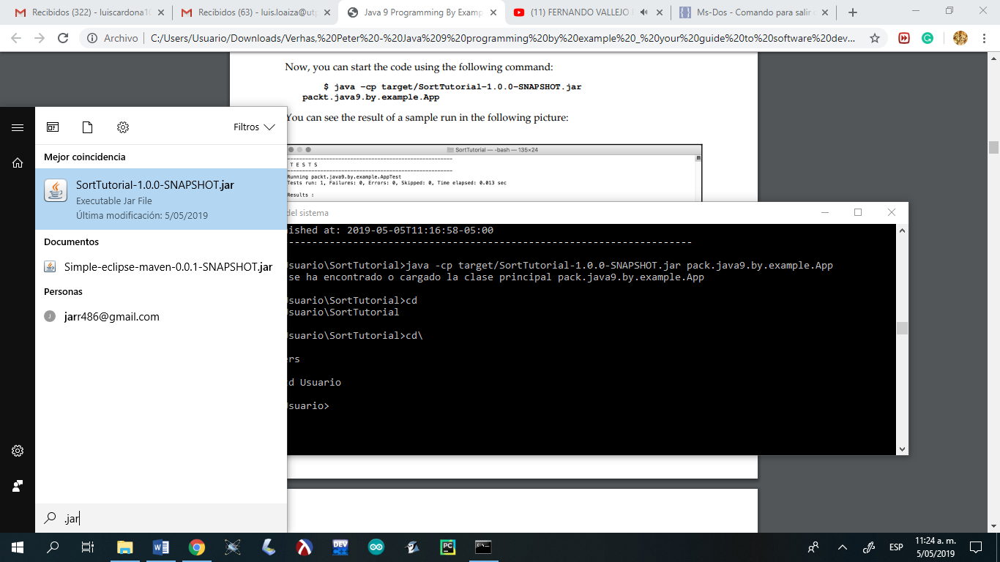 Recibidos (322) - luiscardona10
Recibidos (63) - luis.loaiza@utp
Java 9 Programming By Examp
(11) FERNANDO VALLEJO
Ms-Dos - Comando para salir
Archivo
C:/Users/Usuario/Downloads/Verhas,%20Peter%20-%20Java%209%20programming%20by%20example%20_%20your%20guide%20to%20software%20dev...
Now, you can start the code using the following command:
$ java -cp target/SortTutorial-1.0.0-SNAPSHOT.jar
packt.java9.by.example.App
You can see the result of a sample run in the following picture:
SortTutorial — -bash — 135×24
T E S T S
Running packt.java9.by.example.AppTest
Tests run: 1, Failures: 0, Errors: 0, Skipped: 0, Time elapsed: 0.013 sec
Results :
Filtros
Mejor coincidencia
SortTutorial-1.0.0-SNAPSHOT.jar
Executable Jar File
Última modificación: 5/05/2019
Documentos
Simple-eclipse-maven-0.0.1-SNAPSHOT.jar
Personas
J
jarr486@gmail.com
.jar
del sistema
ished at: 2019-05-05T11:16:58-05:00
---------------------------------------------------------------------
suario\SortTutorial>java -cp target/SortTutorial-1.0.0-SNAPSHOT.jar pack.java9.by.example.App
se ha encontrado o cargado la clase principal pack.java9.by.example.App
suario\SortTutorial>cd
suario\SortTutorial
suario\SortTutorial>cd\
ers
d Usuario
suario>
DEV
PC
ESP
11:24 a. m.
5/05/2019